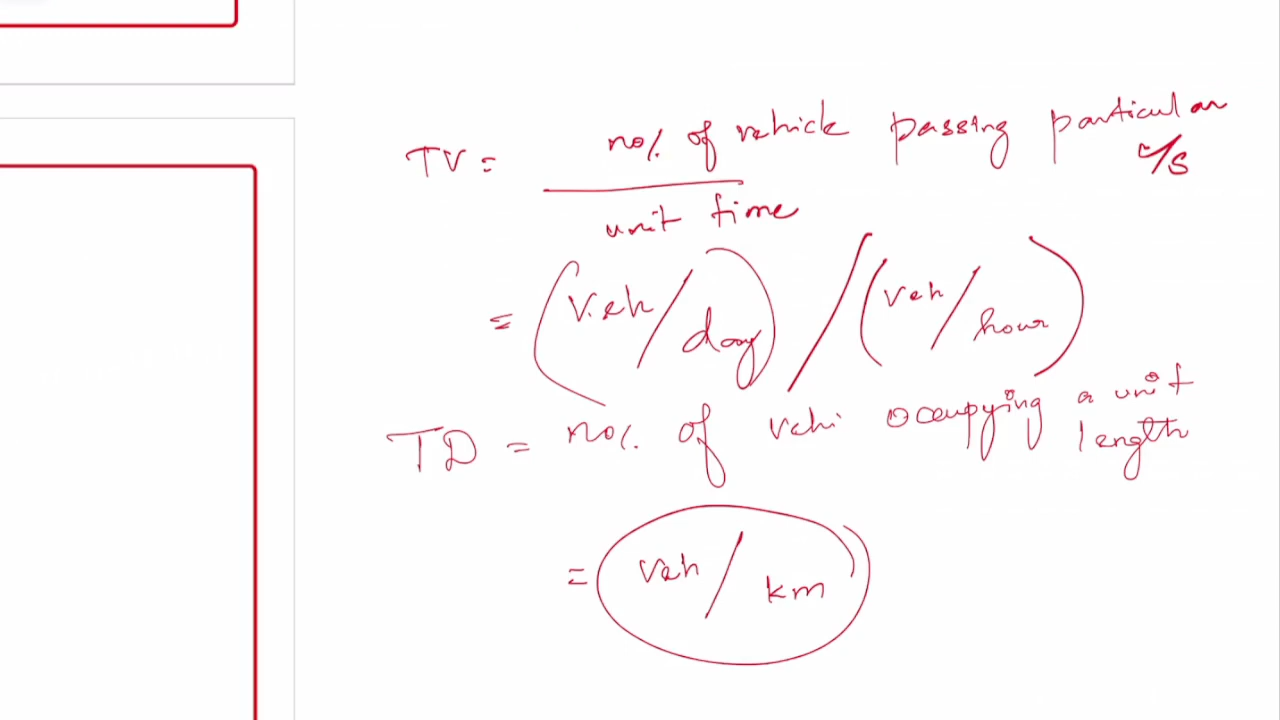 TV = no/. of vehicle passing particular
c/s
unit time
= (veh/day) / (veh/hour)
TD = no/. of vehi occupying a unit
length
= veh/km